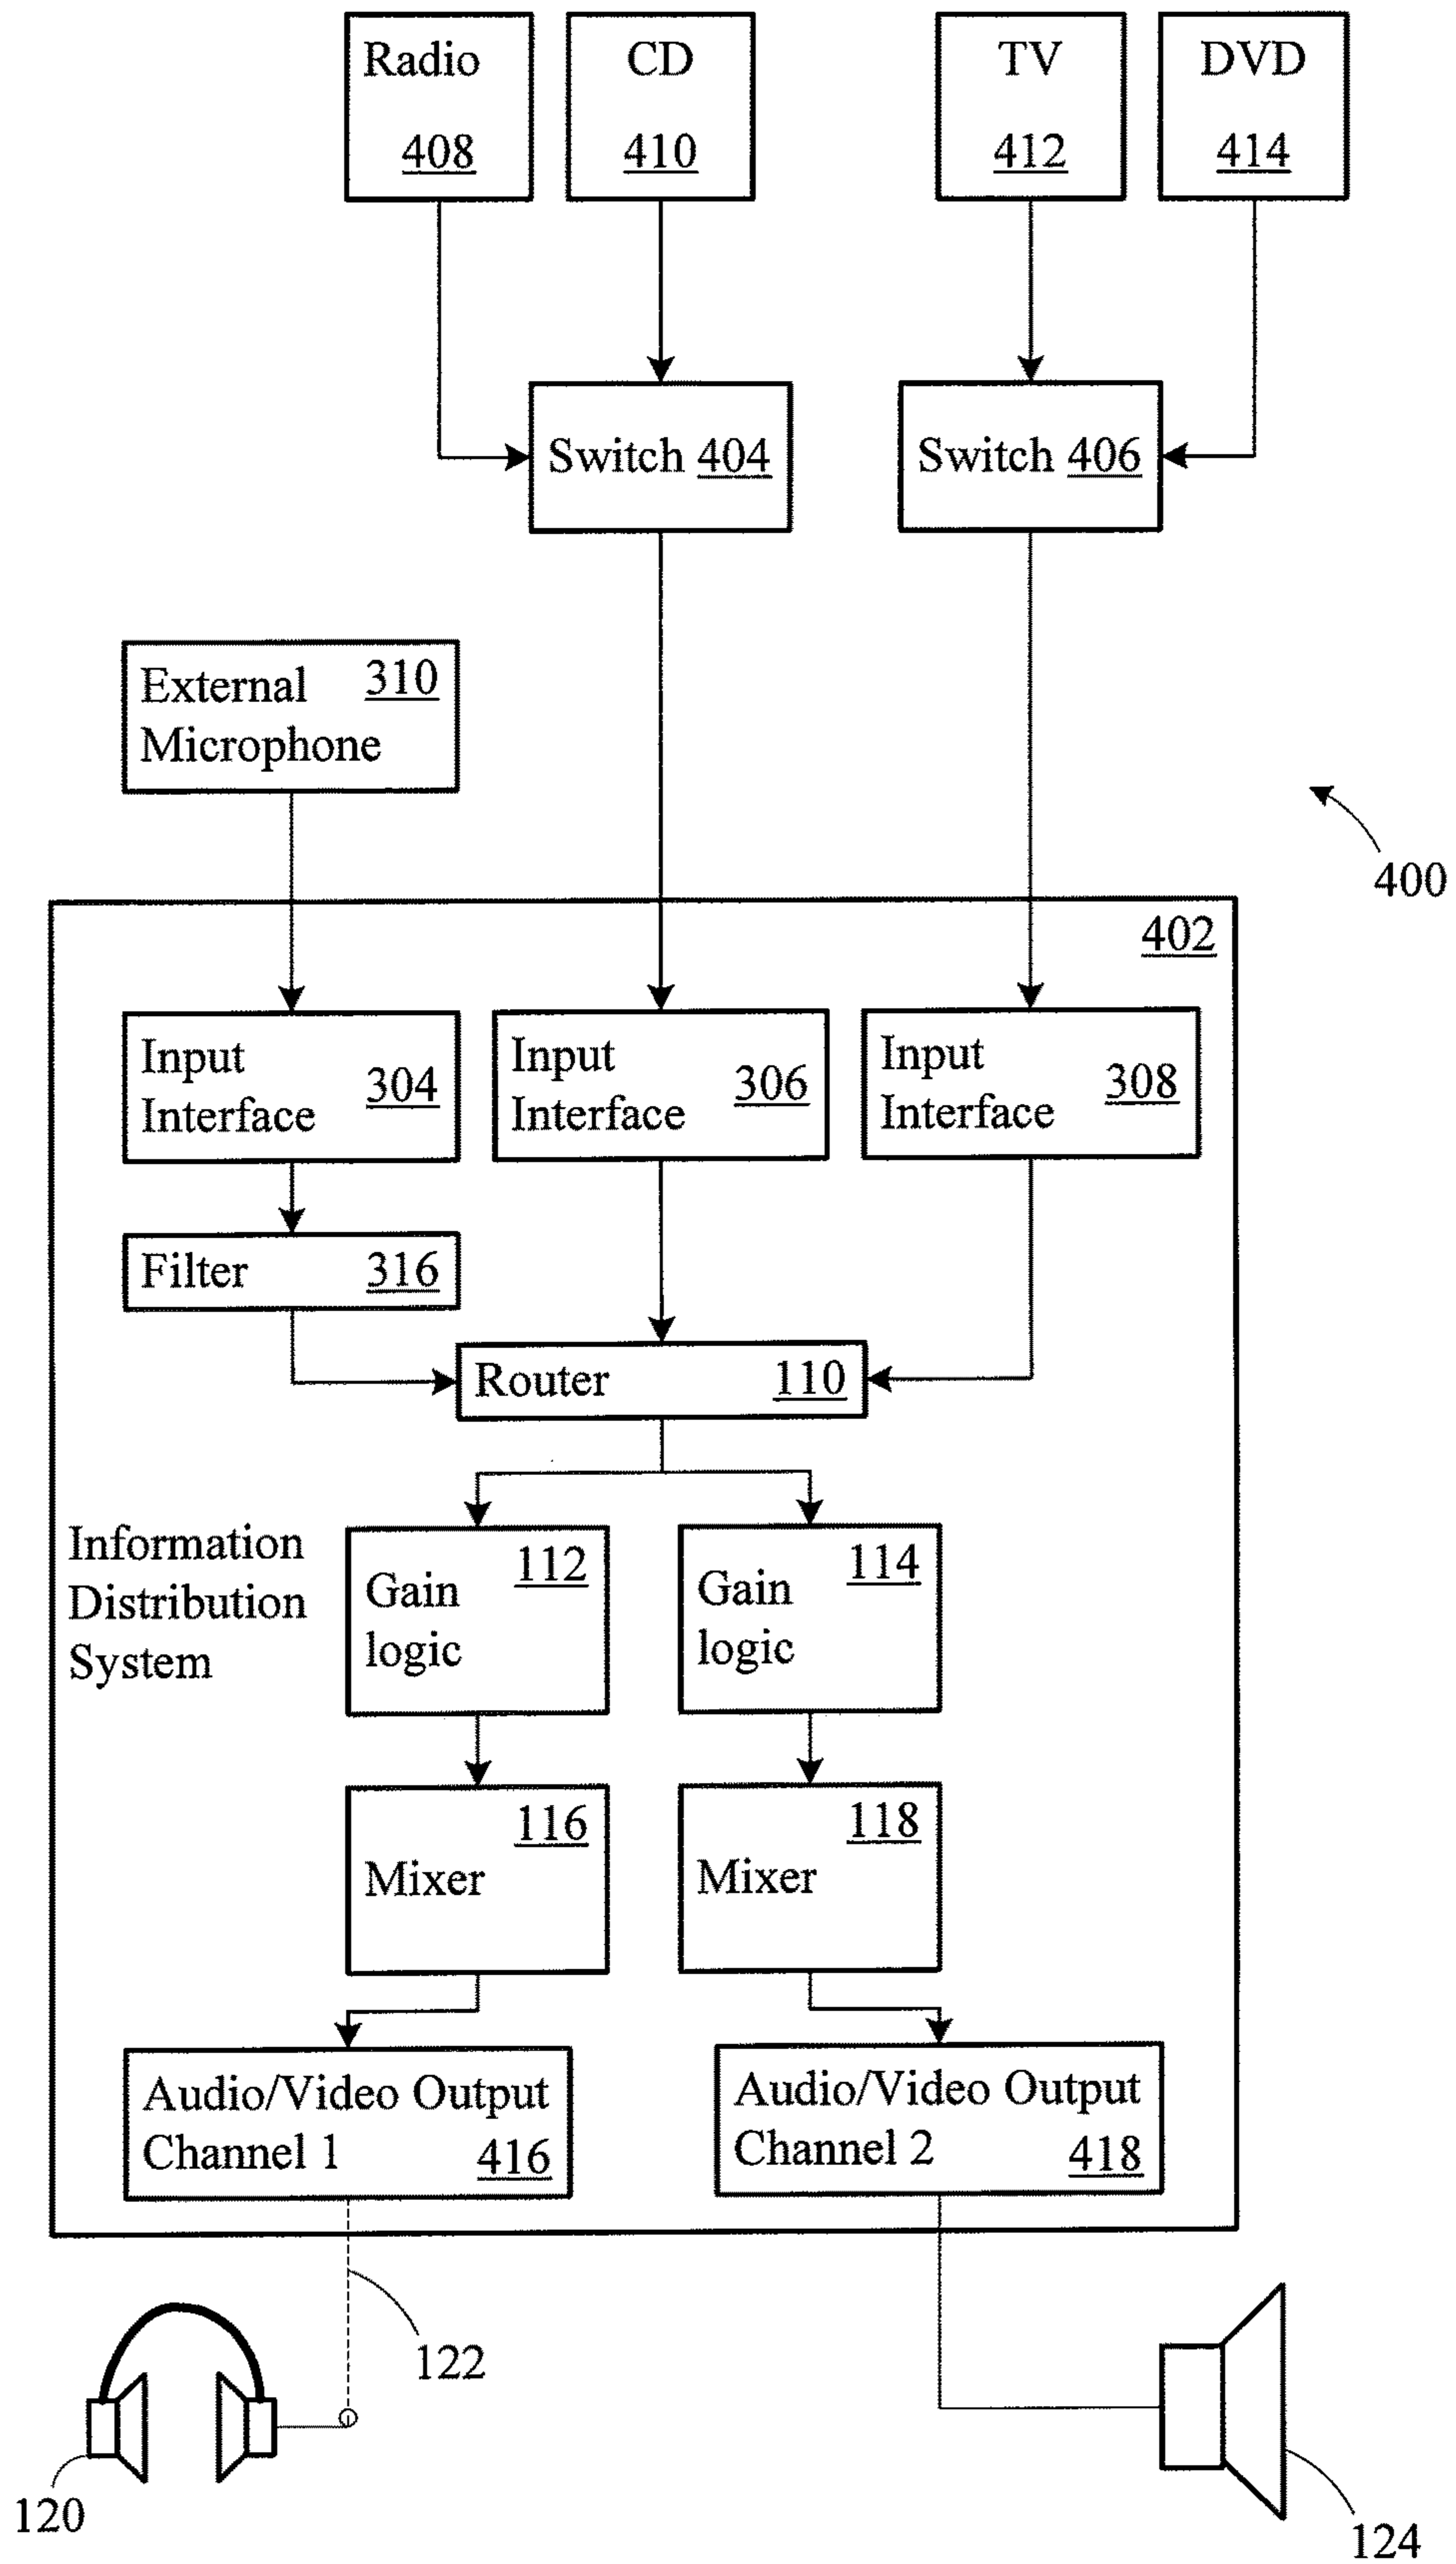 Radio
408
CD
410
TV
412
DVD
414
Switch 404
Switch 406
External 310
Microphone
400
402
Input
Interface 304
Input
Interface 306
Input
Interface 308
Filter 316
Router 110
Information
Distribution
System
112
Gain
logic
114
Gain
logic
116
Mixer
118
Mixer
Audio/Video Output
Channel 1 416
Audio/Video Output
Channel 2 418
122
120
124